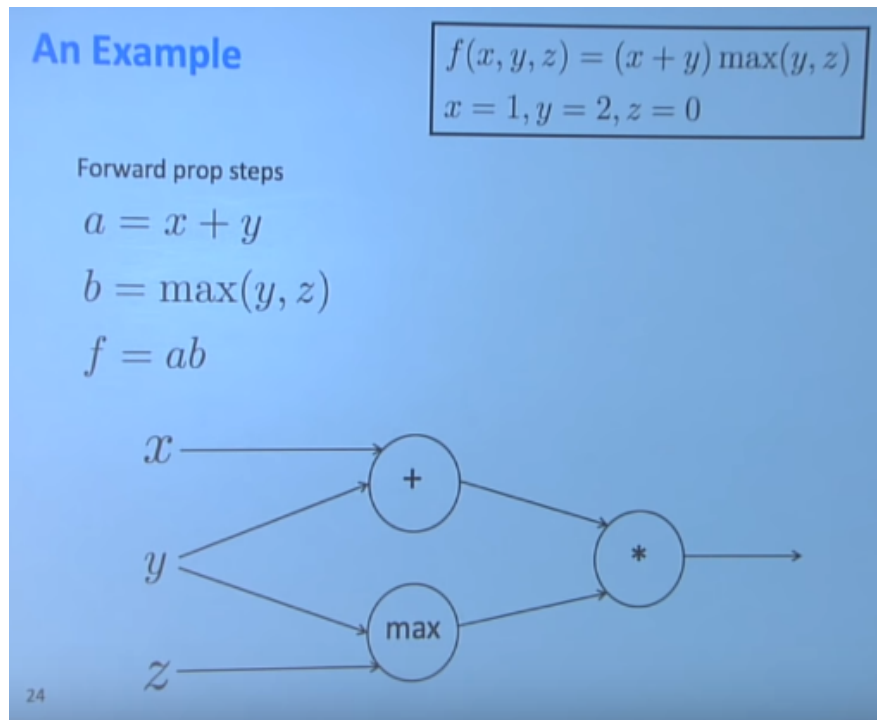 An Example
f(x, y, z) = (x + y) max(y, z)
x = 1, y = 2, z = 0
Forward prop steps
a = x + y
b = max(y, z)
f = ab
x
+
y
*
max
z
24